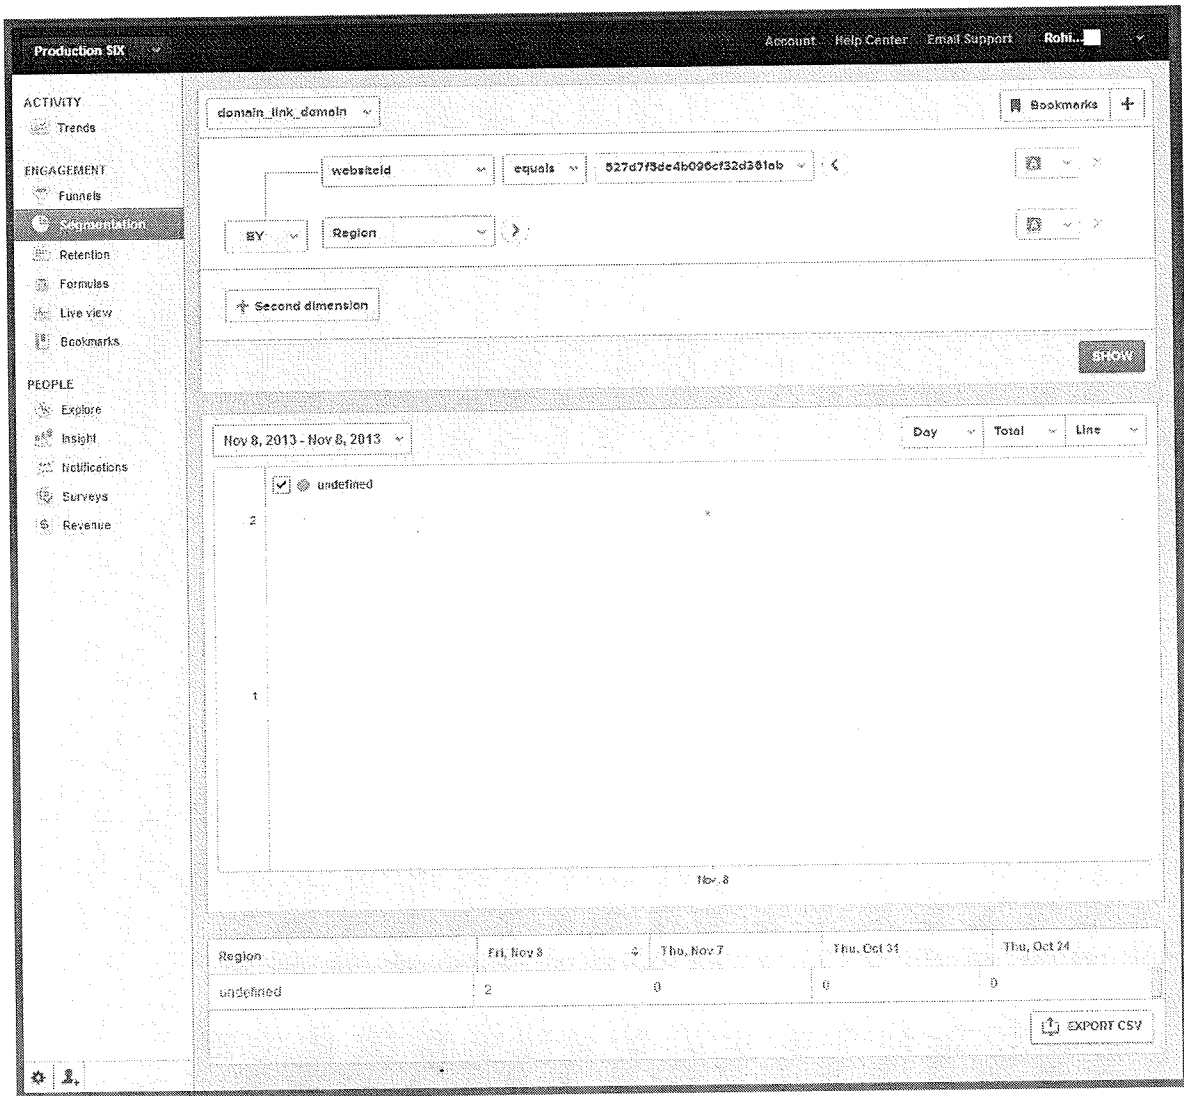 Production SIX
Account Help Center Email Support Rohi...
ACTIVITY
Trends
ENGAGEMENT
Funnels
Segmentation
Retention
Formulas
Live view
Bookmarks
PEOPLE
Explore
Insight
Notifications
Surveys
$ Revenue
domain_link_domain
Bookmarks +
websiteId equals
BY Region
+ Second dimension
SHOW
Nov 8, 2013 - Nov 8, 2013
Day Total Line
undefined
2
1
Nov. 8
Region Fri, Nov 8 Thu, Nov 7 Thu, Oct 31 Thu, Oct 24
undefined 2 0 0 0
EXPORT CSV